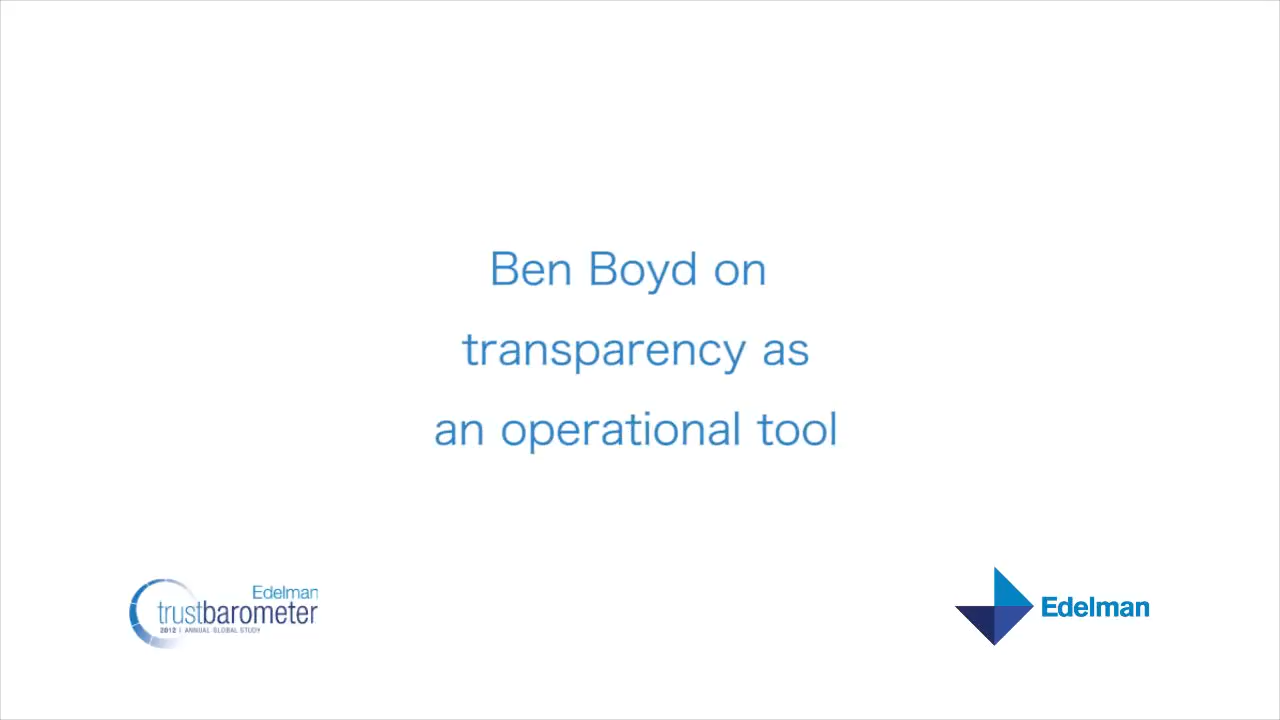 Ben Boyd on
transparency as
an operational tool
Edelman
trustbarometer
2012 | ANNUAL GLOBAL STUDY
Edelman